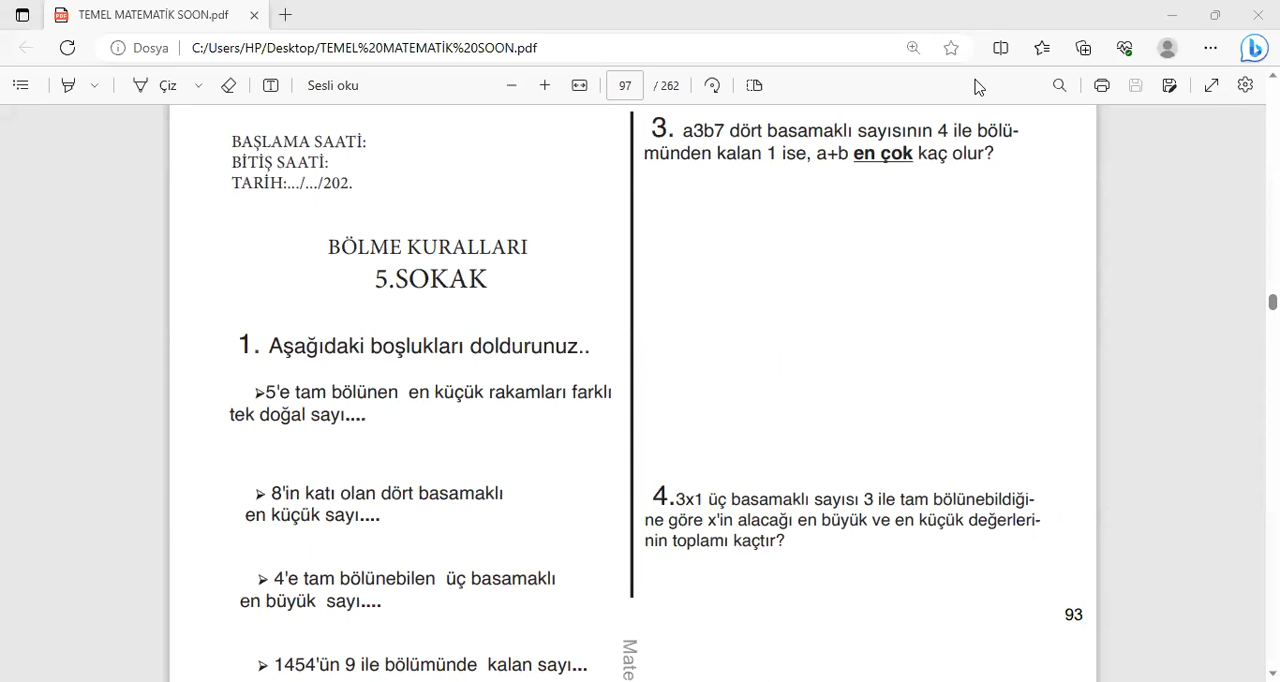 TEMEL MATEMATİK SOON.pdf
Dosya
C:/Users/HP/Desktop/TEMEL%20MATEMATİK%20SOON.pdf
Çiz
Sesli oku
97
/ 262
BAŞLAMA SAATİ:
BİTİŞ SAATİ:
TARİH:.../.../202.
BÖLME KURALLARI
5.SOKAK
1. Aşağıdaki boşlukları doldurunuz..
➢5'e tam bölünen en küçük rakamları farklı
tek doğal sayı....
➢ 8'in katı olan dört basamaklı
en küçük sayı....
➢ 4'e tam bölünebilen üç basamaklı
en büyük sayı....
➢ 1454'ün 9 ile bölümünde kalan sayı...
3. a3b7 dört basamaklı sayısının 4 ile bölü-
münden kalan 1 ise, a+b en çok kaç olur?
4.3x1 üç basamaklı sayısı 3 ile tam bölünebildiği-
ne göre x'in alacağı en büyük ve en küçük değerleri-
nin toplamı kaçtır?
93
Mate